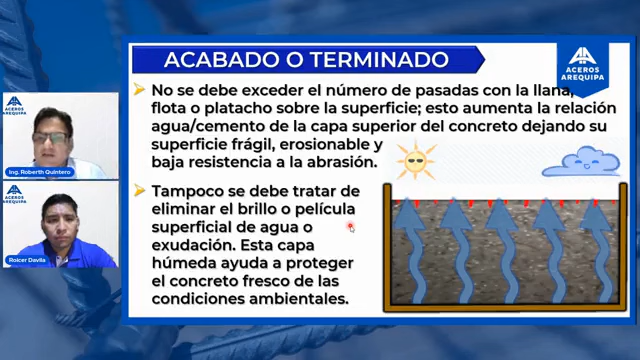 ACABADO O TERMINADO
ACEROS
AREQUIPA
No se debe exceder el número de pasadas con la llana,
flota o platacho sobre la superficie; esto aumenta la relación
agua/cemento de la capa superior del concreto dejando su
superficie frágil, erosionable y
baja resistencia a la abrasión.
Tampoco se debe tratar de
eliminar el brillo o película
superficial de agua o
exudación. Esta capa
húmeda ayuda a proteger
el concreto fresco de las
condiciones ambientales.
ACEROS
AREQUIPA
Ing. Roberth Quintero
ACEROS
AREQUIPA
Roicer Davila